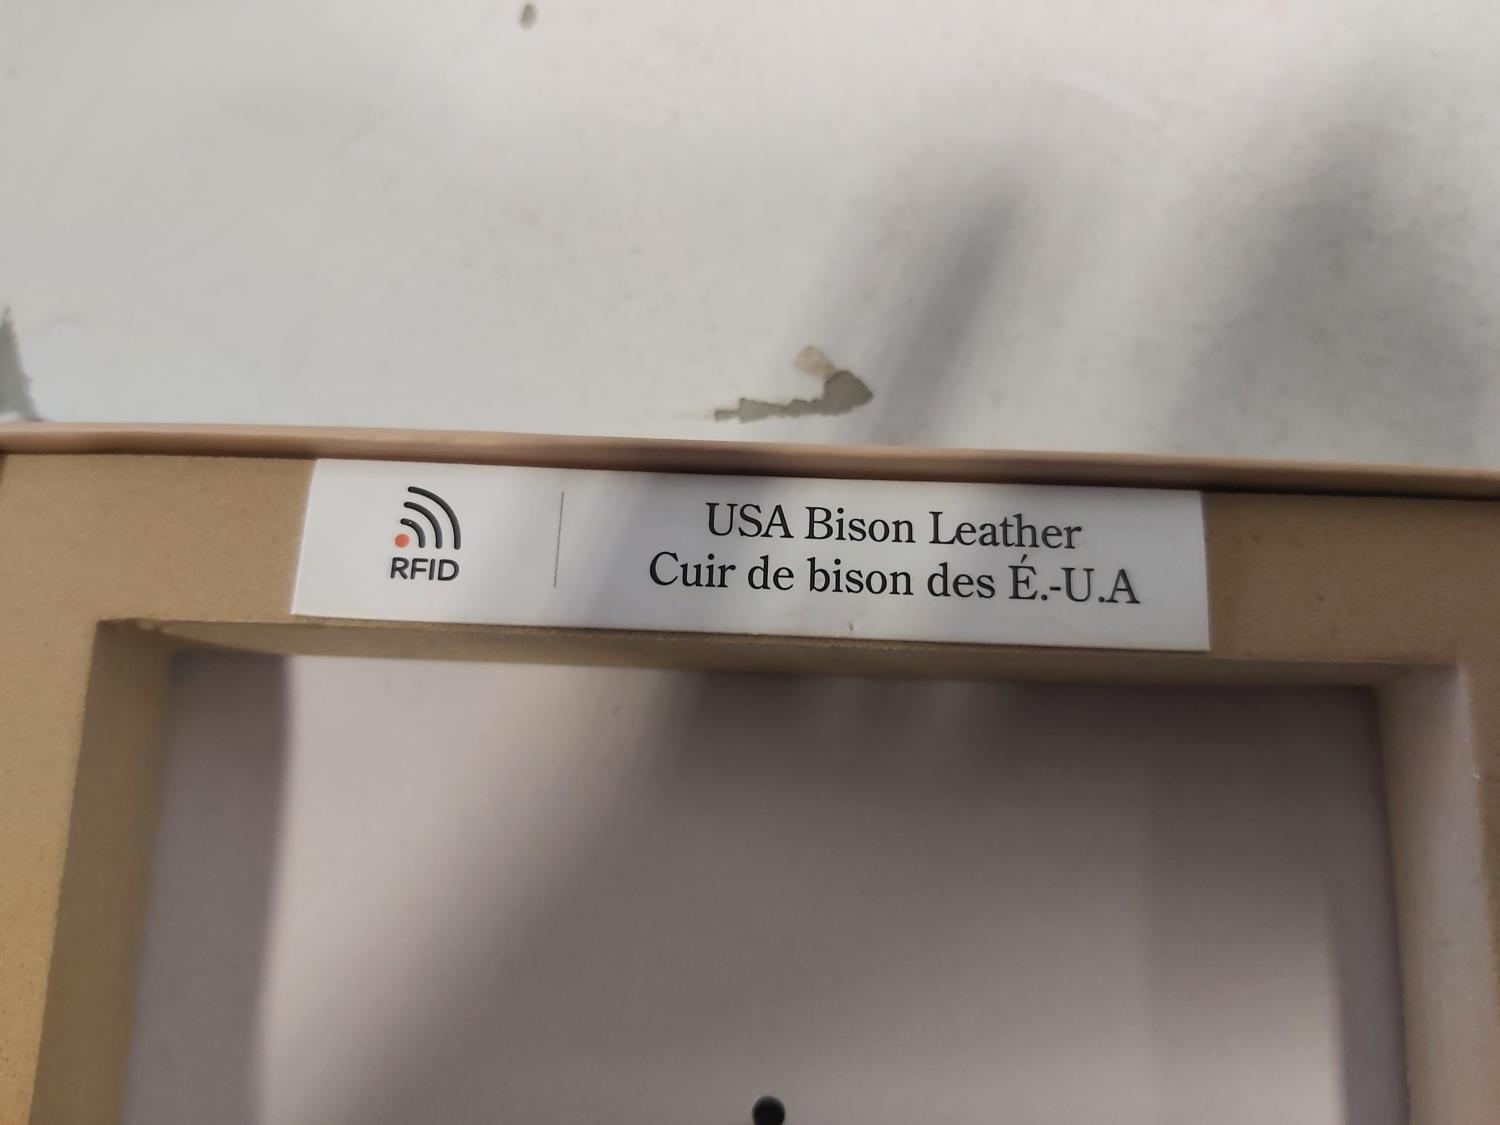 RFID
USA Bison Leather
Cuir de bison des É.-U.A